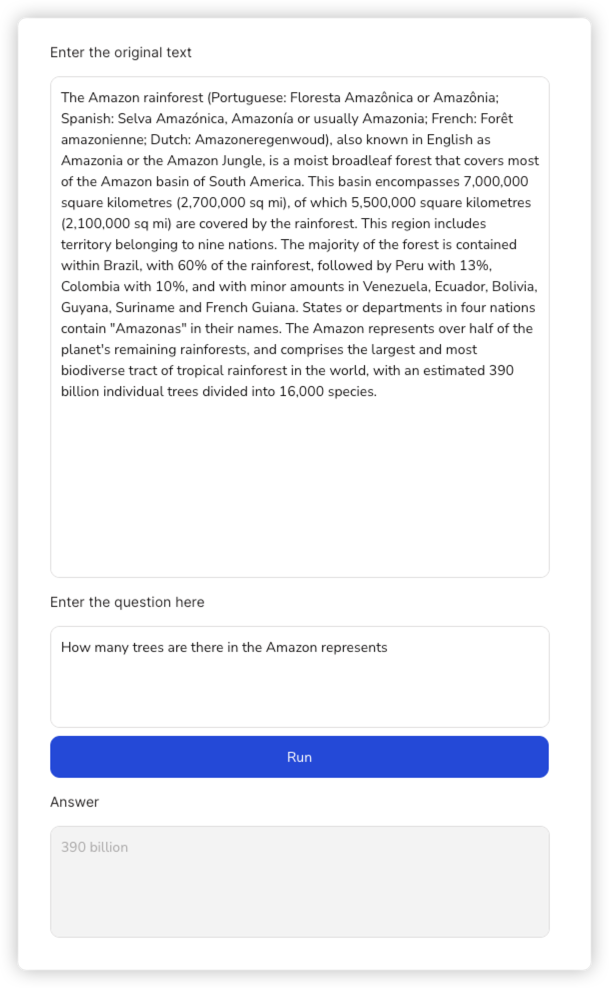 Enter the original text
The Amazon rainforest (Portuguese: Floresta Amazônica or Amazônia;
Spanish: Selva Amazónica, Amazonía or usually Amazonia; French: Forêt
amazonienne; Dutch: Amazoneregenwoud), also known in English as
Amazonia or the Amazon Jungle, is a moist broadleaf forest that covers most
of the Amazon basin of South America. This basin encompasses 7,000,000
square kilometres (2,700,000 sq mi), of which 5,500,000 square kilometres
(2,100,000 sq mi) are covered by the rainforest. This region includes
territory belonging to nine nations. The majority of the forest is contained
within Brazil, with 60% of the rainforest, followed by Peru with 13%,
Colombia with 10%, and with minor amounts in Venezuela, Ecuador, Bolivia,
Guyana, Suriname and French Guiana. States or departments in four nations
contain "Amazonas" in their names. The Amazon represents over half of the
planet's remaining rainforests, and comprises the largest and most
biodiverse tract of tropical rainforest in the world, with an estimated 390
billion individual trees divided into 16,000 species.
Enter the question here
How many trees are there in the Amazon represents
Run
Answer
390 billion